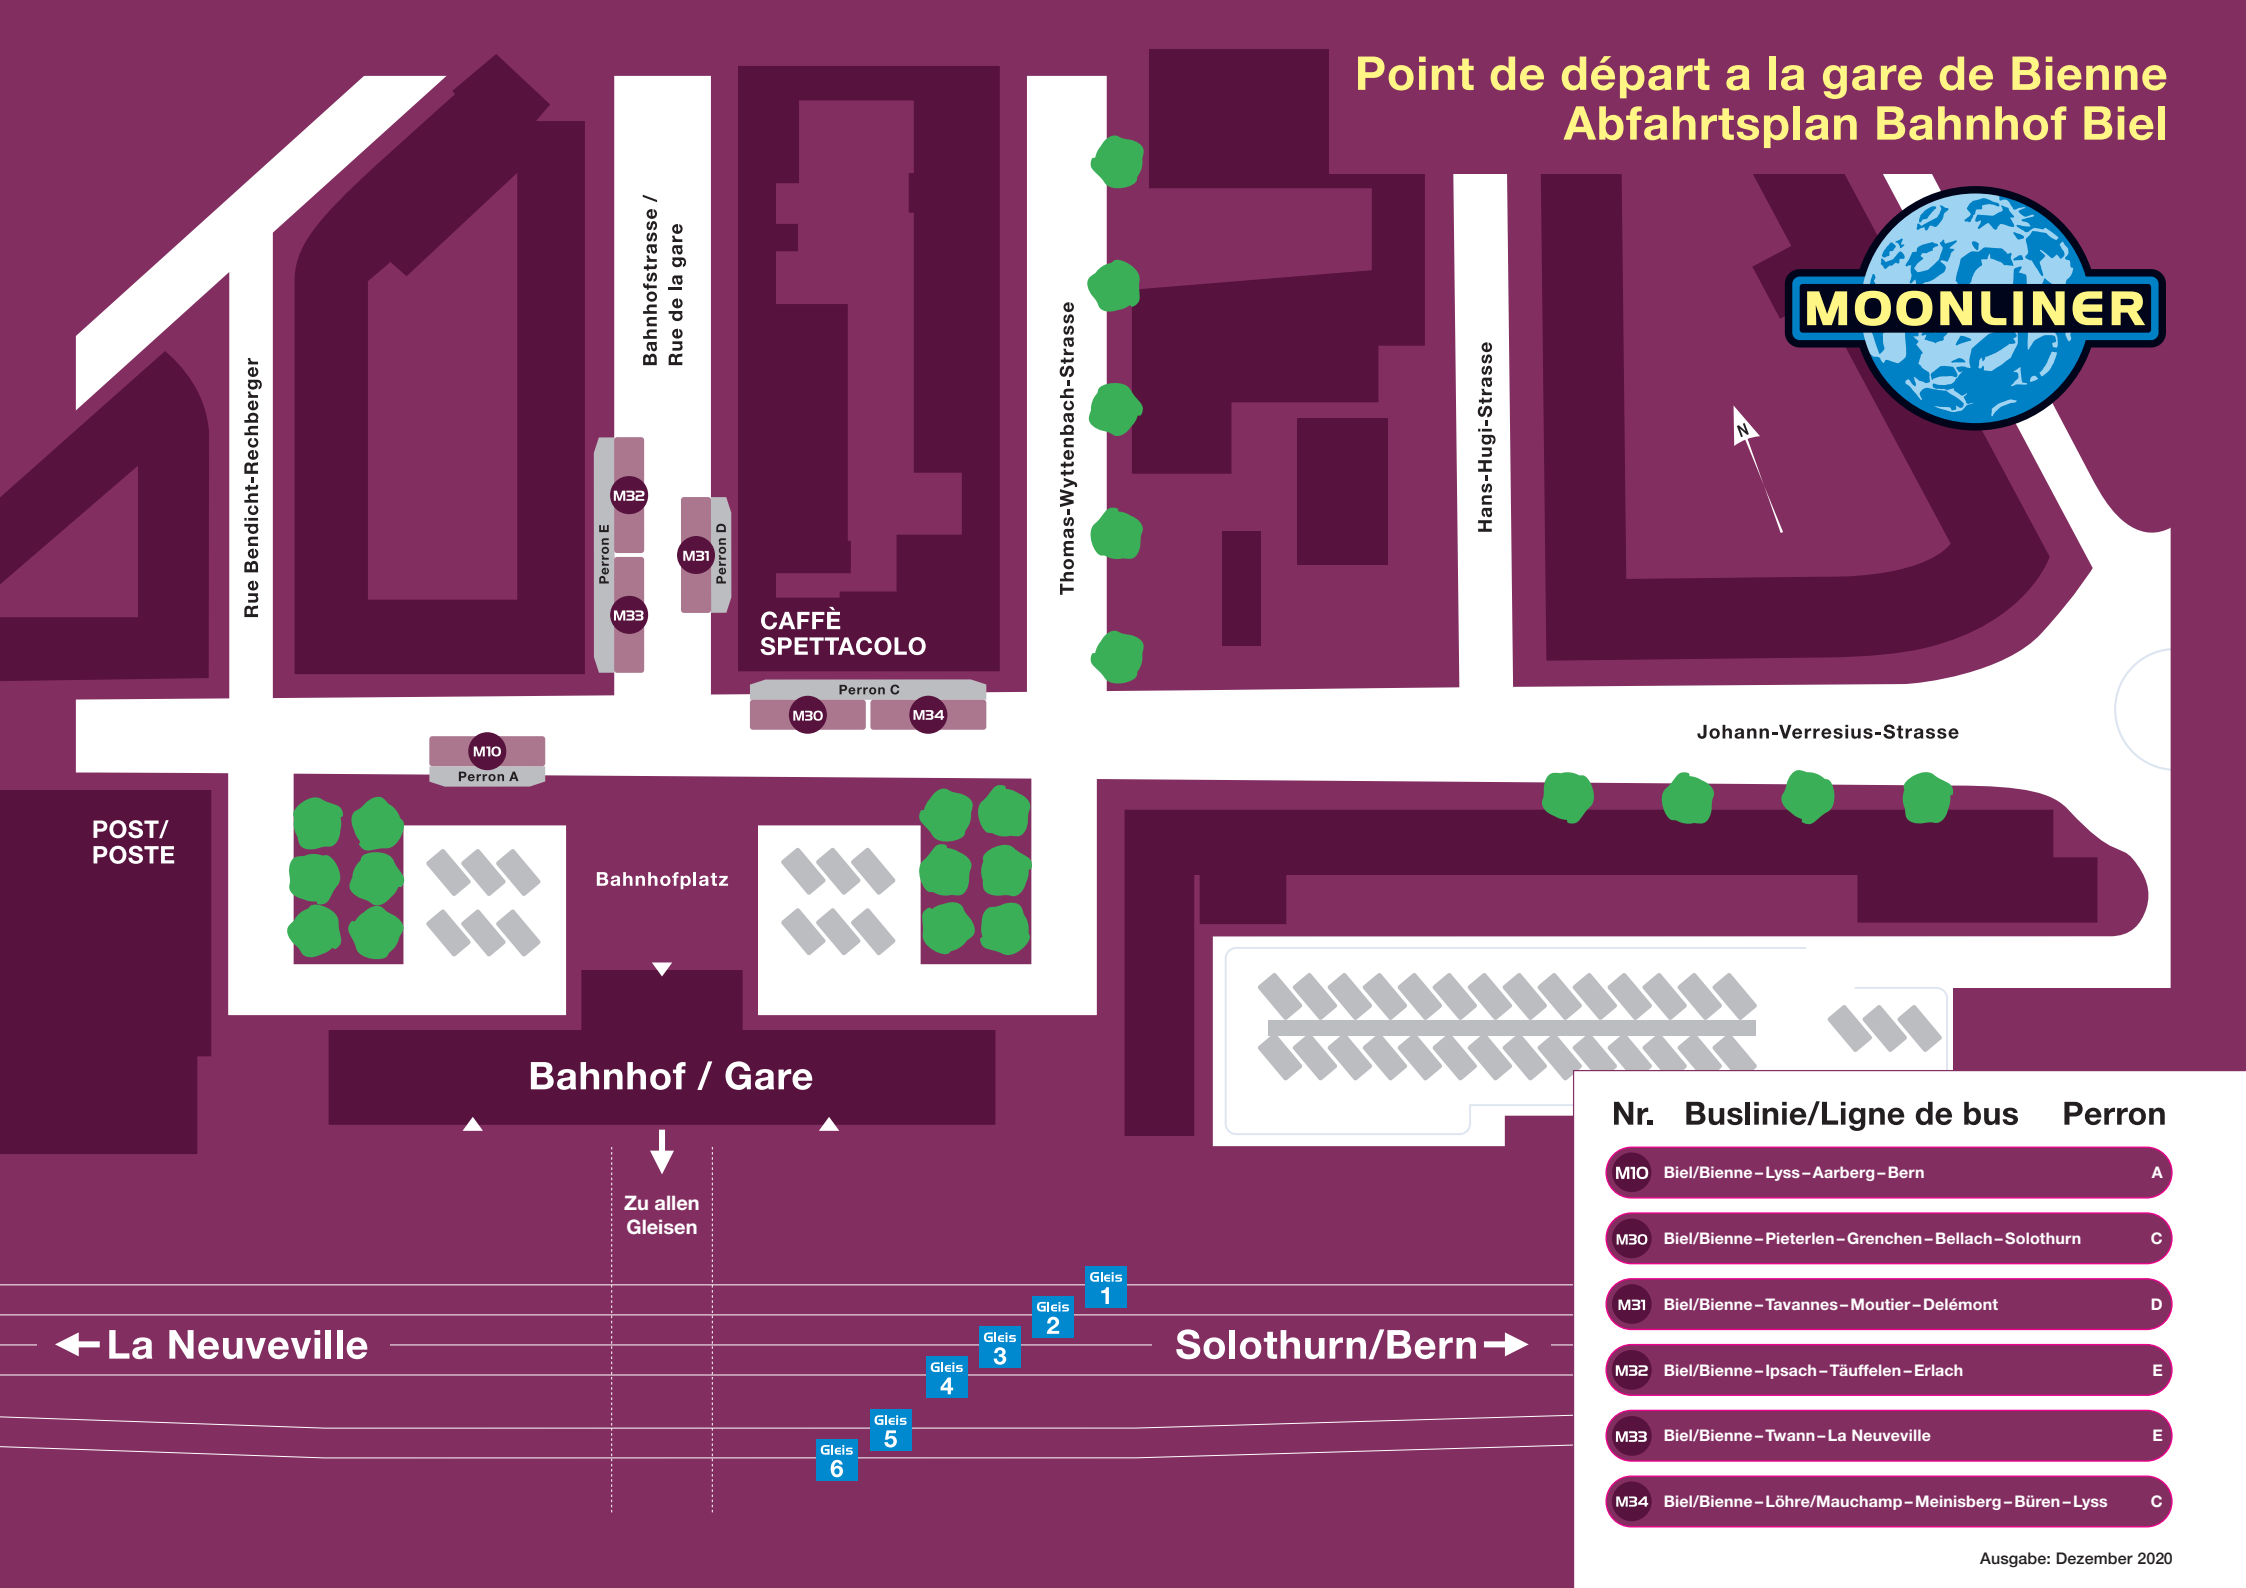 Point de départ a la gare de Bienne
Abfahrtsplan Bahnhof Biel
MOONLINER
N
Rue Bendicht-Rechberger
Bahnhofstrasse /
Rue de la gare
Thomas-Wyttenbach-Strasse
Hans-Hugi-Strasse
Johann-Verresius-Strasse
M32
Perron E
M33
M31
Perron D
CAFFÈ
SPETTACOLO
Perron C
M30
M34
M10
Perron A
POST/
POSTE
Bahnhofplatz
Bahnhof / Gare
Zu allen
Gleisen
Gleis
1
Gleis
2
Gleis
3
Gleis
4
Gleis
5
Gleis
6
La Neuveville
Solothurn/Bern
Nr. Buslinie/Ligne de bus Perron
M10 Biel/Bienne–Lyss–Aarberg–Bern A
M30 Biel/Bienne–Pieterlen–Grenchen–Bellach–Solothurn C
M31 Biel/Bienne–Tavannes–Moutier–Delémont D
M32 Biel/Bienne–Ipsach–Täuffelen–Erlach E
M33 Biel/Bienne–Twann–La Neuveville E
M34 Biel/Bienne–Löhre/Mauchamp–Meinisberg–Büren–Lyss C
Ausgabe: Dezember 2020